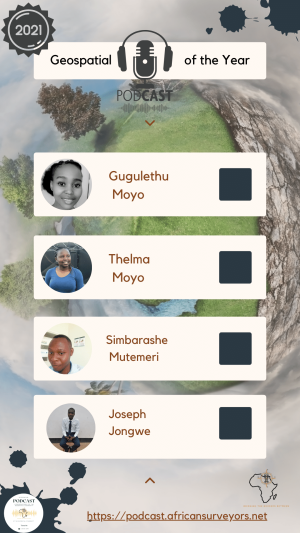 2021
Geospatial of the Year
PODCAST
Gugulethu
Moyo
Thelma
Moyo
Simbarashe
Mutemeri
Joseph
Jongwe
PODCAST
https://podcast.africansurveyors.net